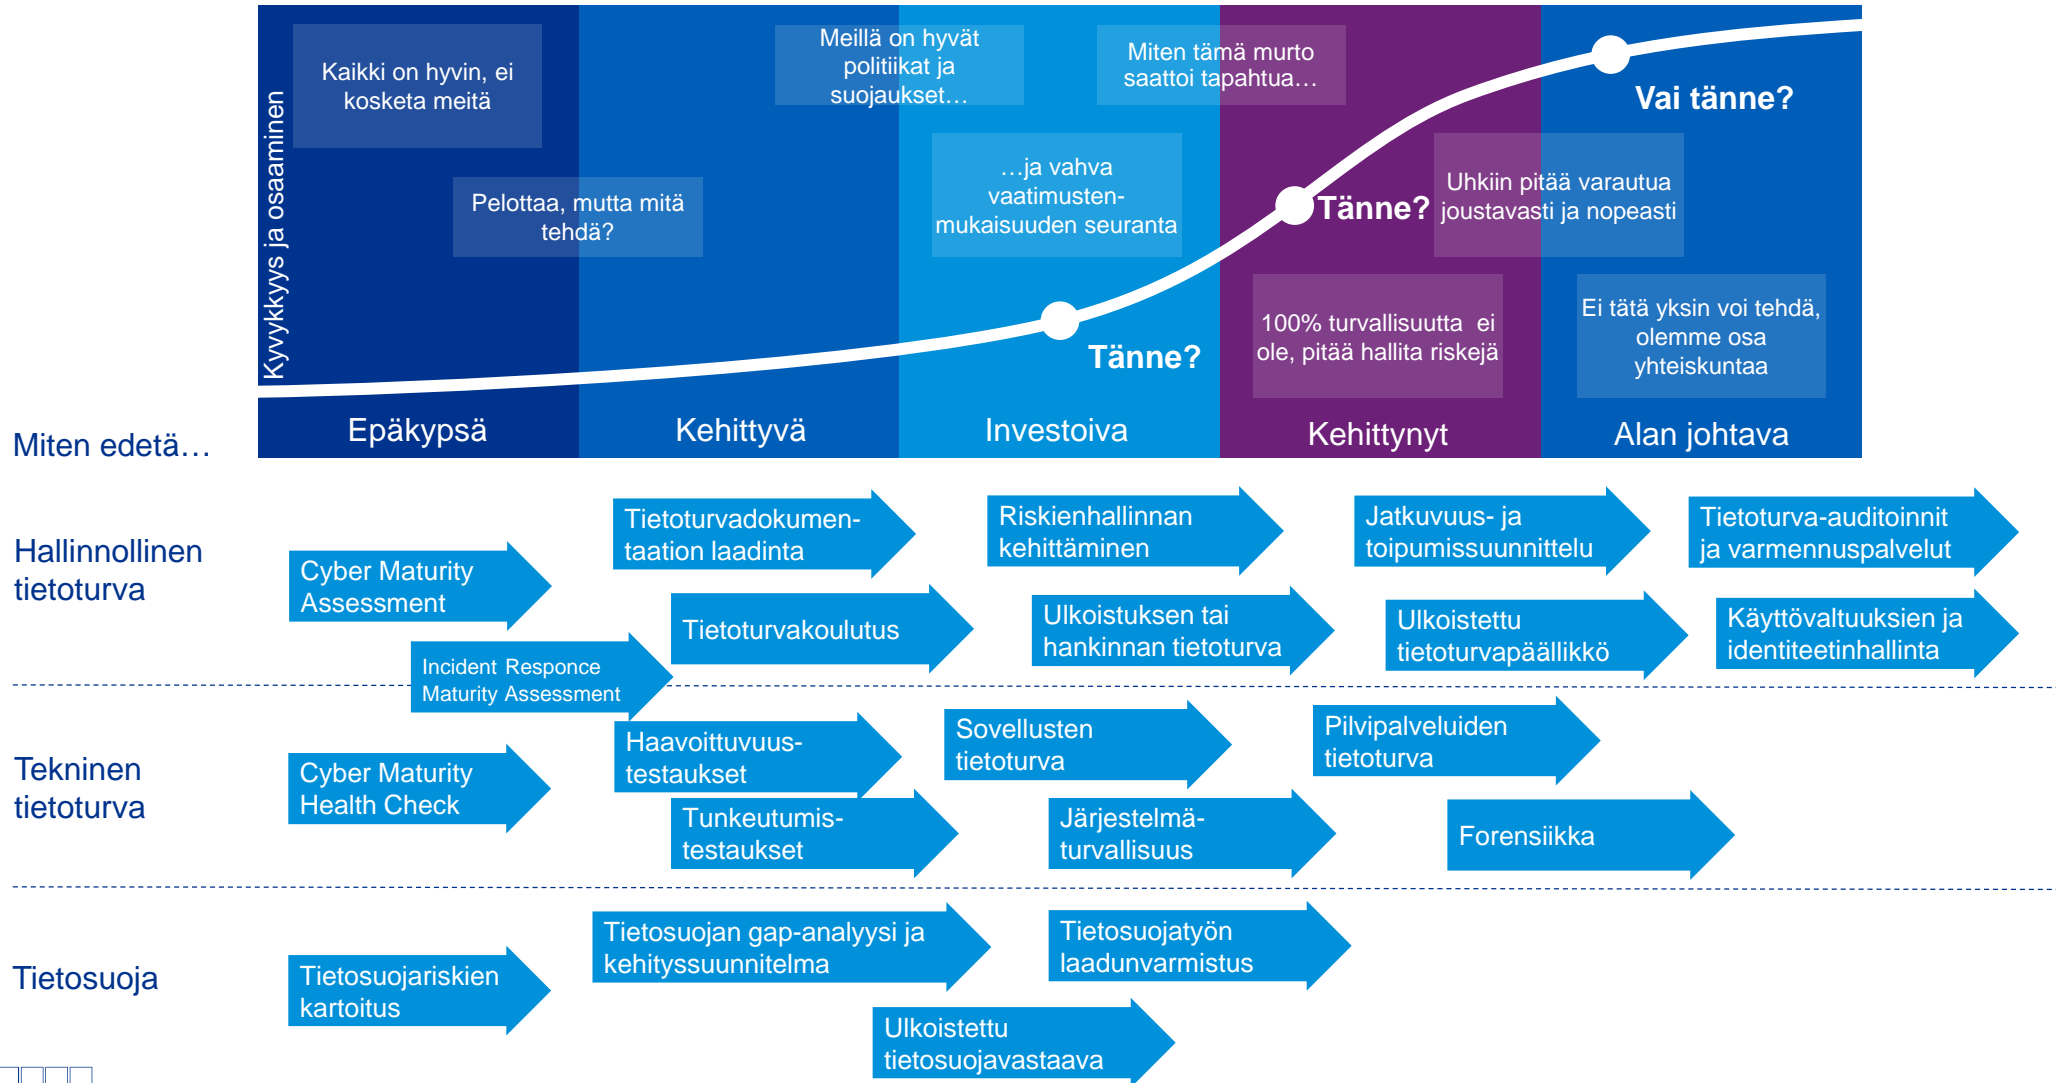 Kyvykkyys ja osaaminen
Kaikki on hyvin, ei
kosketa meitä
Pelottaa, mutta mitä
tehdä?
Meillä on hyvät
politiikat ja
suojaukset…
…ja vahva
vaatimusten-
mukaisuuden seuranta
Miten tämä murto
saattoi tapahtua…
Tänne?
Tänne?
Vai tänne?
Uhkiin pitää varautua
joustavasti ja nopeasti
100% turvallisuutta ei
ole, pitää hallita riskejä
Ei tätä yksin voi tehdä,
olemme osa
yhteiskuntaa
Epäkypsä
Kehittyvä
Investoiva
Kehittynyt
Alan johtava
Miten edetä…
Hallinnollinen
tietoturva
Cyber Maturity
Assessment
Incident Responce
Maturity Assessment
Tietoturvadokumen-
taation laadinta
Tietoturvakoulutus
Riskienhallinnan
kehittäminen
Ulkoistuksen tai
hankinnan tietoturva
Jatkuvuus- ja
toipumissuunnittelu
Ulkoistettu
tietoturvapäällikkö
Tietoturva-auditoinnit
ja varmennuspalvelut
Käyttövaltuuksien ja
identiteetinhallinta
Tekninen
tietoturva
Cyber Maturity
Health Check
Haavoittuvuus-
testaukset
Tunkeutumis-
testaukset
Sovellusten
tietoturva
Järjestelmä-
turvallisuus
Pilvipalveluiden
tietoturva
Forensiikka
Tietosuoja
Tietosuojariskien
kartoitus
Tietosuojan gap-analyysi ja
kehityssuunnitelma
Ulkoistettu
tietosuojavastaava
Tietosuojatyön
laadunvarmistus